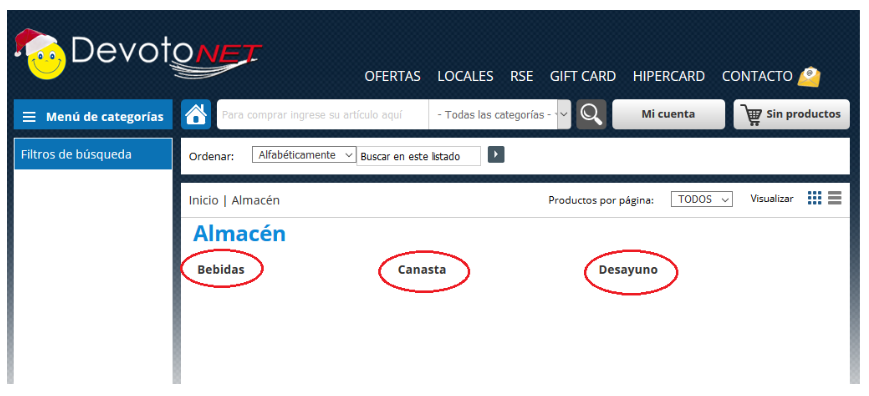 DevotoNET
OFERTAS LOCALES RSE GIFT CARD HIPERCARD CONTACTO
Menú de categorías
Para comprar ingrese su artículo aquí
- Todas las categorías -
Mi cuenta
Sin productos
Filtros de búsqueda
Ordenar: Alfabéticamente Buscar en este listado
Inicio | Almacén
Productos por página: TODOS Visualizar
Almacén
Bebidas Canasta Desayuno